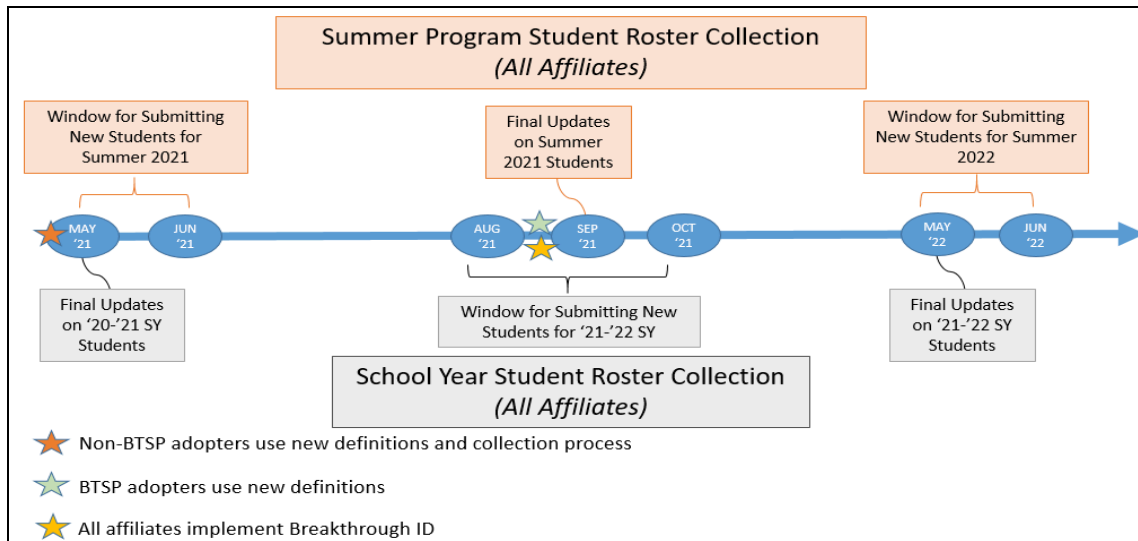 Summer Program Student Roster Collection
(All Affiliates)
Window for Submitting
New Students for
Summer 2021
Final Updates
on Summer
2021 Students
Window for Submitting
New Students for Summer
2022
MAY
‘21
JUN
‘21
AUG
‘21
SEP
‘21
OCT
‘21
MAY
‘22
JUN
‘22
Final Updates
on ‘20-’21 SY
Students
Window for Submitting New
Students for ‘21-’22 SY
Final Updates
on ‘21-’22 SY
Students
School Year Student Roster Collection
(All Affiliates)
Non-BTSP adopters use new definitions and collection process
BTSP adopters use new definitions
All affiliates implement Breakthrough ID